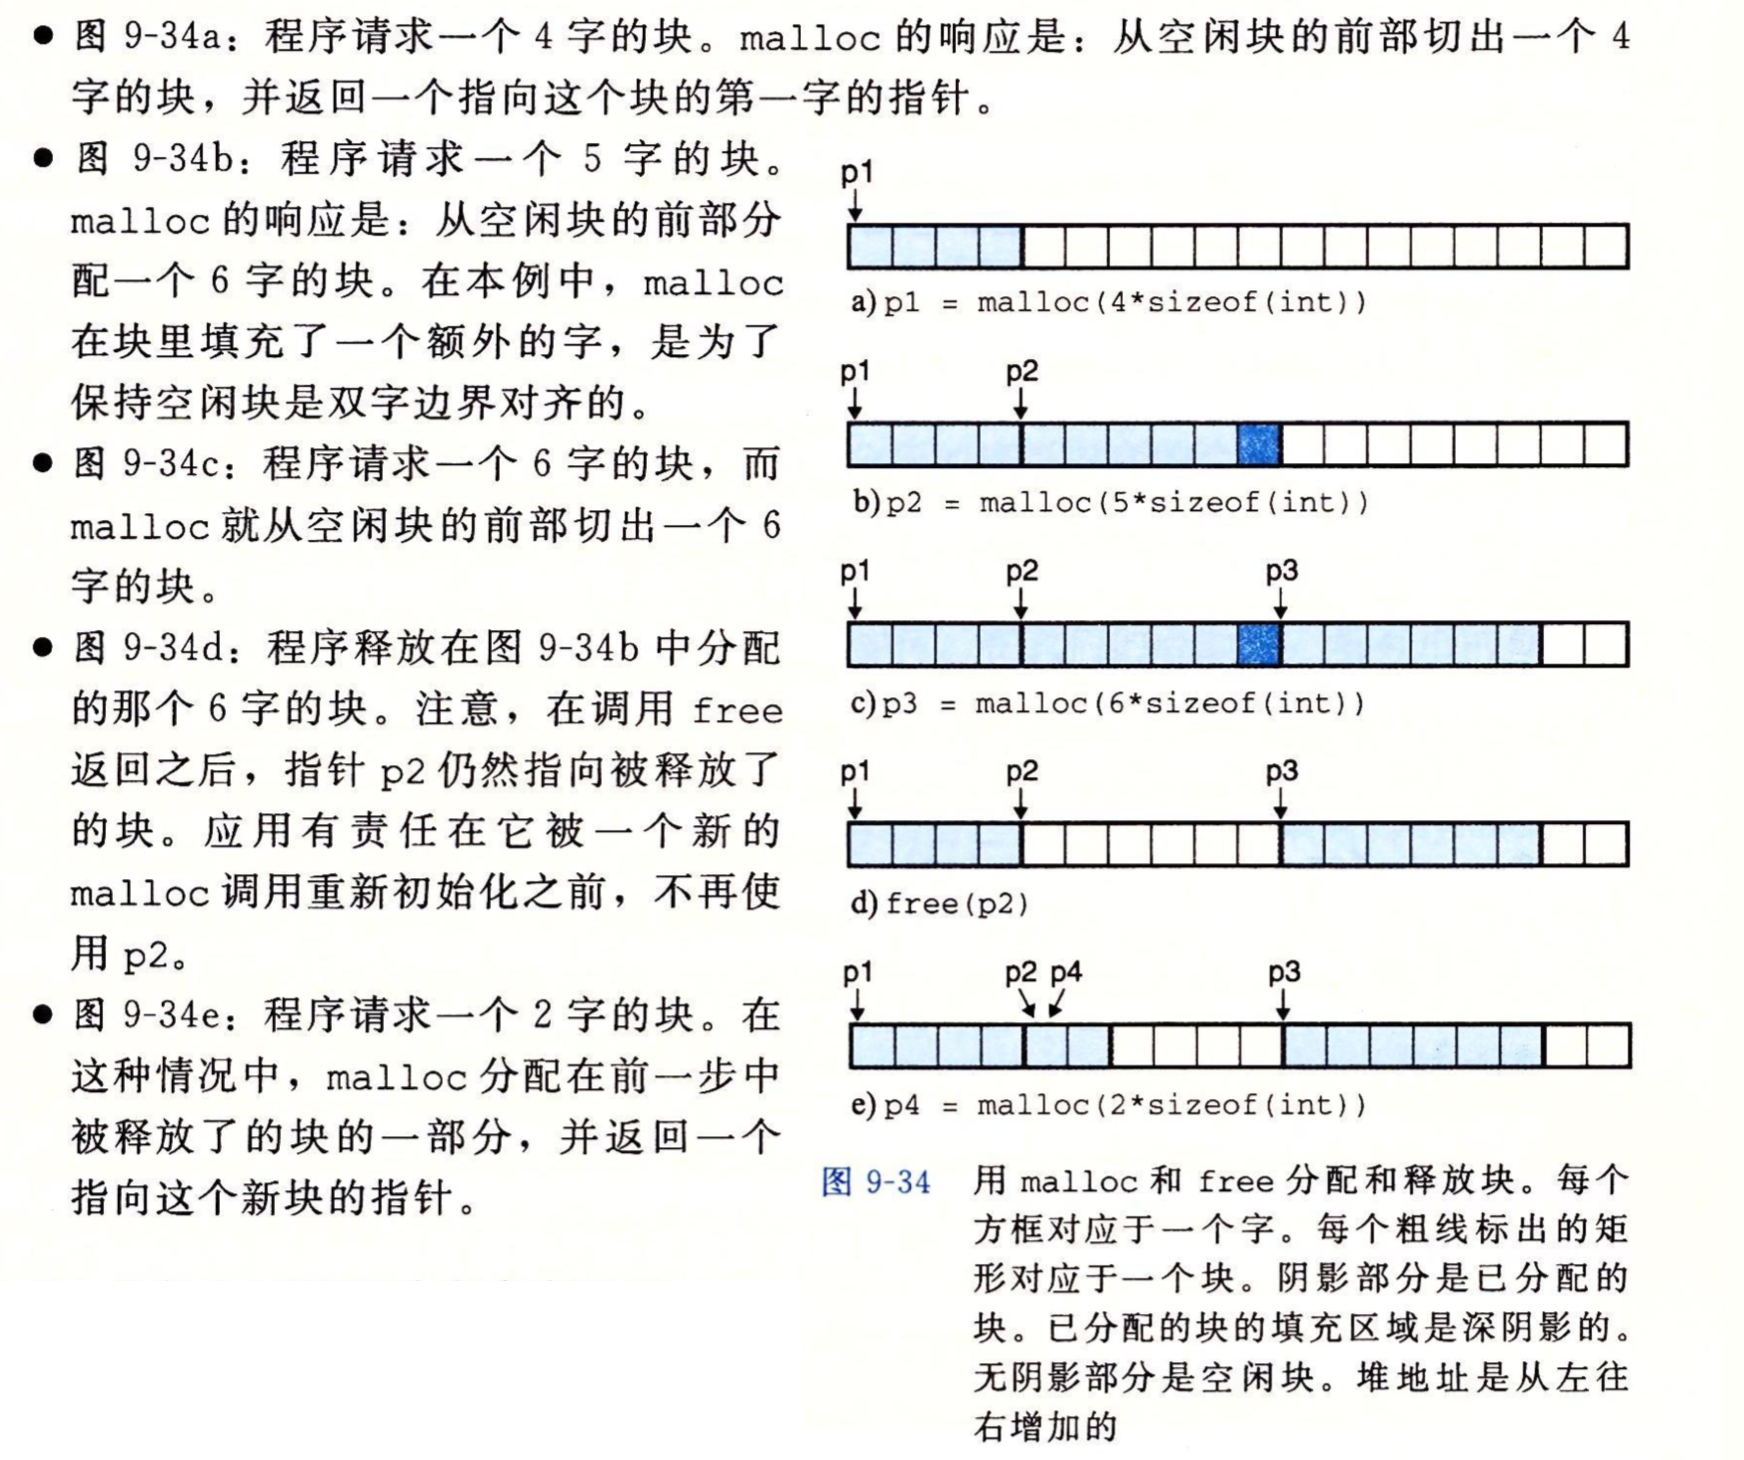 ● 图 9-34a：程序请求一个 4 字的块。malloc 的响应是：从空闲块的前部切出一个 4
字的块，并返回一个指向这个块的第一字的指针。
● 图 9-34b：程序请求一个 5 字的块。
malloc 的响应是：从空闲块的前部分
配一个 6 字的块。在本例中，malloc
在块里填充了一个额外的字，是为了
保持空闲块是双字边界对齐的。
● 图 9-34c：程序请求一个 6 字的块，而
malloc 就从空闲块的前部切出一个 6
字的块。
● 图 9-34d：程序释放在图 9-34b 中分配
的那个 6 字的块。注意，在调用 free
返回之后，指针 p2 仍然指向被释放了
的块。应用有责任在它被一个新的
malloc 调用重新初始化之前，不再使
用 p2。
● 图 9-34e：程序请求一个 2 字的块。在
这种情况中，malloc 分配在前一步中
被释放了的块的一部分，并返回一个
指向这个新块的指针。
p1
a) p1 = malloc(4*sizeof(int))
p1 p2
b) p2 = malloc(5*sizeof(int))
p1 p2 p3
c) p3 = malloc(6*sizeof(int))
p1 p2 p3
d) free(p2)
p1 p2 p4 p3
e) p4 = malloc(2*sizeof(int))
图 9-34 用 malloc 和 free 分配和释放块。每个
方框对应于一个字。每个粗线标出的矩
形对应于一个块。阴影部分是已分配的
块。已分配的块的填充区域是深阴影的。
无阴影部分是空闲块。堆地址是从左往
右增加的